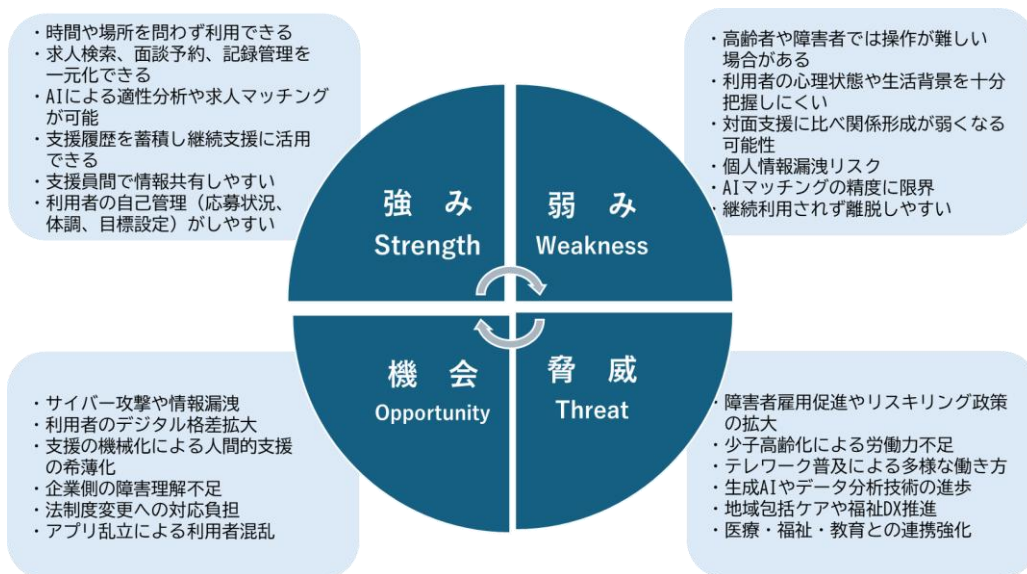 ・時間や場所を問わず利用できる
・求人検索、面談予約、記録管理を
一元化できる
・AIによる適性分析や求人マッチング
が可能
・支援履歴を蓄積し継続支援に活用
できる
・支援員間で情報共有しやすい
・利用者の自己管理（応募状況、
体調、目標設定）がしやすい
・高齢者や障害者では操作が難しい
場合がある
・利用者の心理状態や生活背景を十分
把握しにくい
・対面支援に比べ関係形成が弱くなる
可能性
・個人情報漏洩リスク
・AIマッチングの精度に限界
・継続利用されず離脱しやすい
強 み
Strength
弱 み
Weakness
機 会
Opportunity
脅 威
Threat
・サイバー攻撃や情報漏洩
・利用者のデジタル格差拡大
・支援の機械化による人間的支援
の希薄化
・企業側の障害理解不足
・法制度変更への対応負担
・アプリ乱立による利用者混乱
・障害者雇用促進やリスキリング政策
の拡大
・少子高齢化による労働力不足
・テレワーク普及による多様な働き方
・生成AIやデータ分析技術の進歩
・地域包括ケアや福祉DX推進
・医療・福祉・教育との連携強化